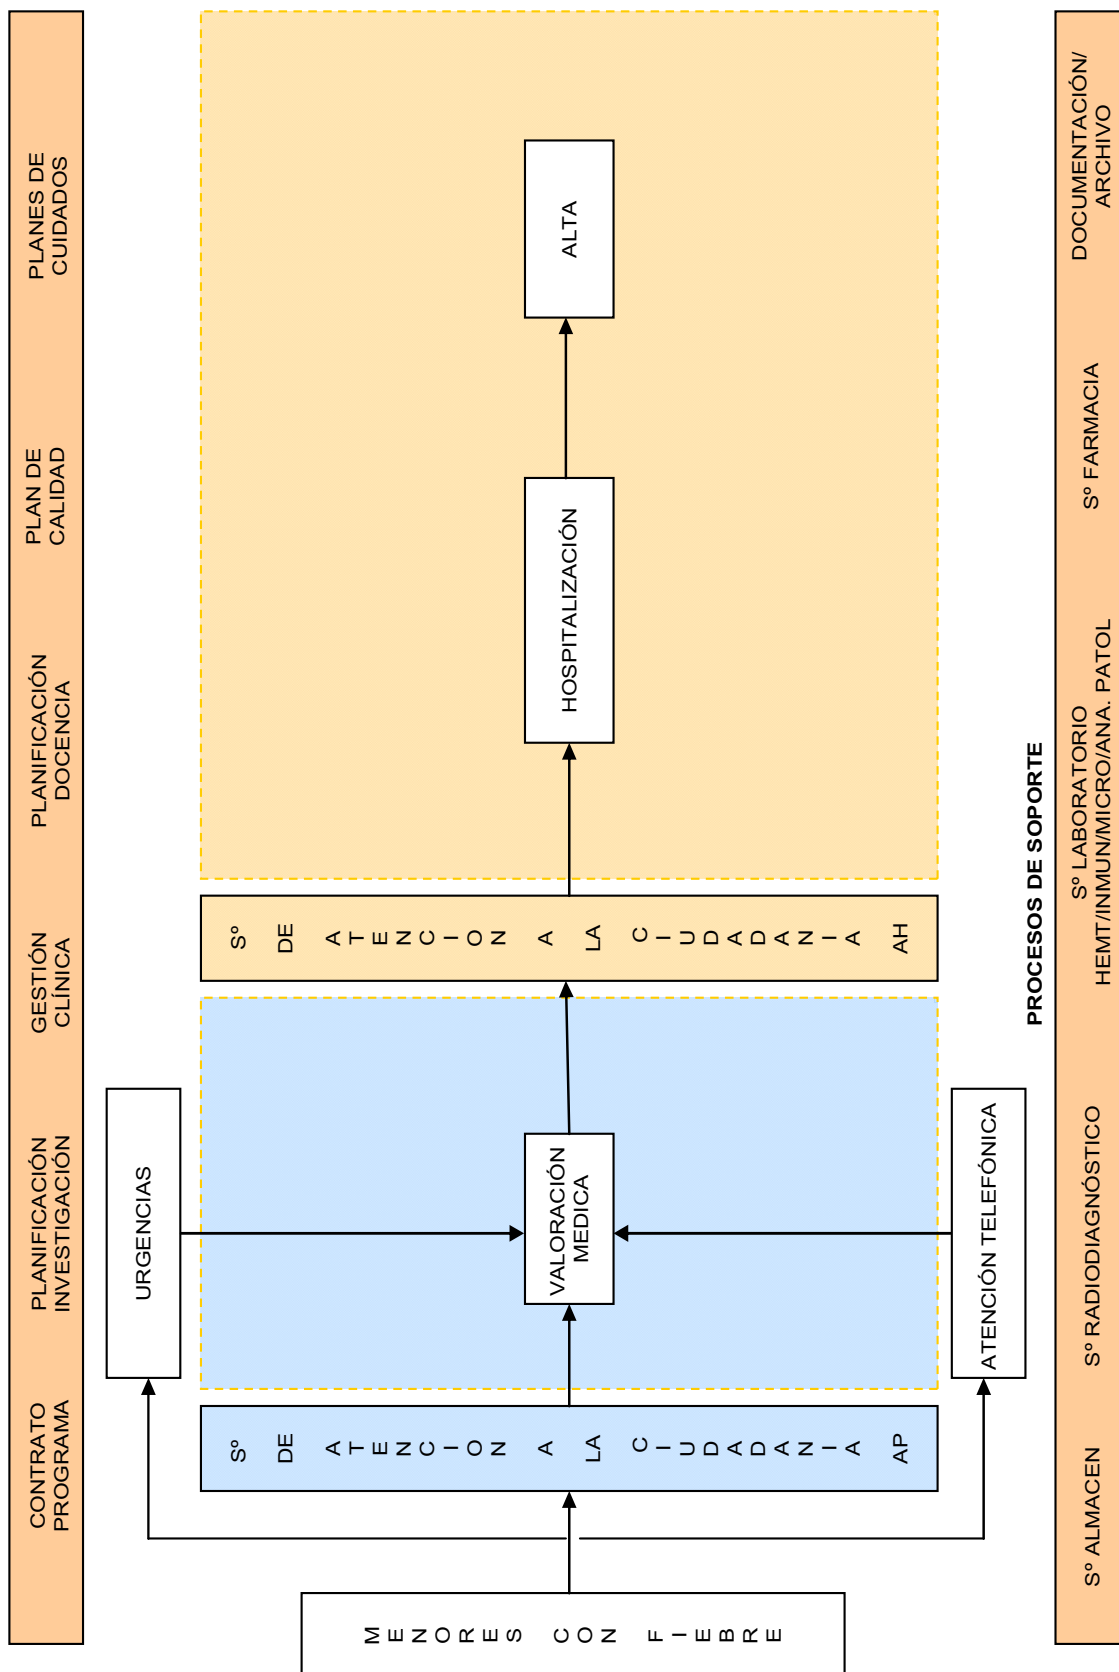 CONTRATO
PROGRAMA
PLANIFICACIÓN
INVESTIGACIÓN
GESTIÓN
CLÍNICA
PLANIFICACIÓN
DOCENCIA
PLAN DE
CALIDAD
PLANES DE
CUIDADOS
URGENCIAS
MENORES CON FIEBRE
Sº DE ATENCION A LA CIUDADANIA AP
VALORACIÓN
MEDICA
Sº DE ATENCION A LA CIUDADANIA AH
HOSPITALIZACIÓN
ALTA
ATENCIÓN TELEFÓNICA
PROCESOS DE SOPORTE
Sº ALMACEN
Sº RADIODIAGNÓSTICO
Sº LABORATORIO
HEMT/INMUN/MICRO/ANA. PATOL
Sº FARMACIA
DOCUMENTACIÓN/
ARCHIVO